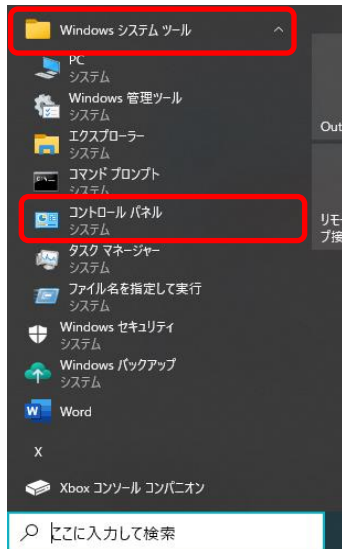 Windows システム ツール
PC
システム
Windows 管理ツール
システム
エクスプローラー
システム
コマンド プロンプト
システム
コントロール パネル
システム
タスク マネージャー
システム
ファイル名を指定して実行
システム
Windows セキュリティ
システム
Windows バックアップ
システム
Word
X
Xbox コンソール コンパニオン
ここに入力して検索
Out
リモ
プ接